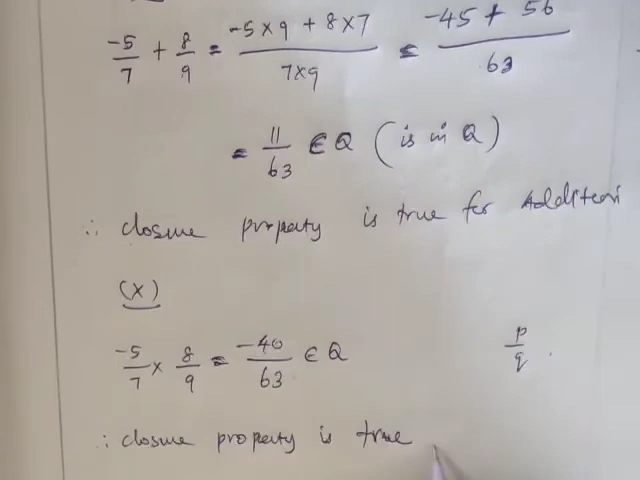 -5/7 + 8/9 = -5×9 + 8×7 / 7×9 = -45 + 56 / 63
= 11/63 ∈ Q (is in Q)
∴ closure property is true for Addition
(×)
-5/7 × 8/9 = -40/63 ∈ Q p/q .
∴ closure property is true